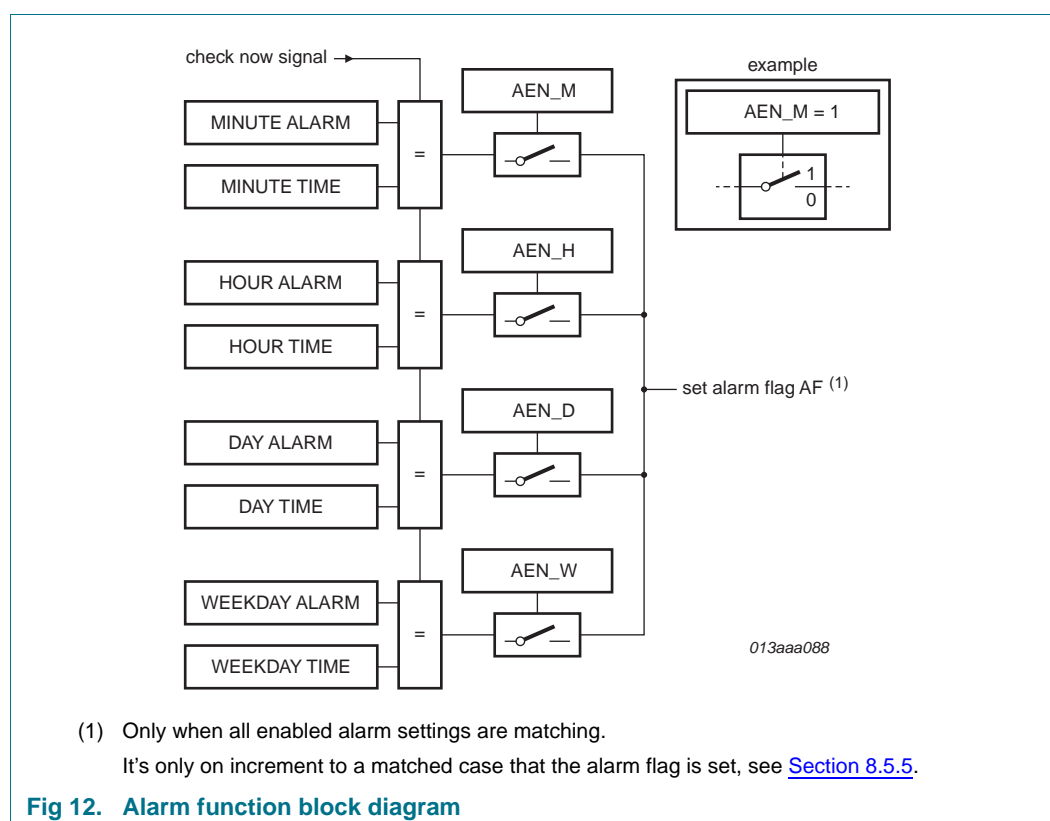 check now signal
example
AEN_M
AEN_M = 1
MINUTE ALARM
=
1
MINUTE TIME
0
AEN_H
HOUR ALARM
=
HOUR TIME
set alarm flag AF (1)
AEN_D
DAY ALARM
=
DAY TIME
AEN_W
WEEKDAY ALARM
=
013aaa088
WEEKDAY TIME
(1) Only when all enabled alarm settings are matching.
It's only on increment to a matched case that the alarm flag is set, see Section 8.5.5.
Fig 12. Alarm function block diagram